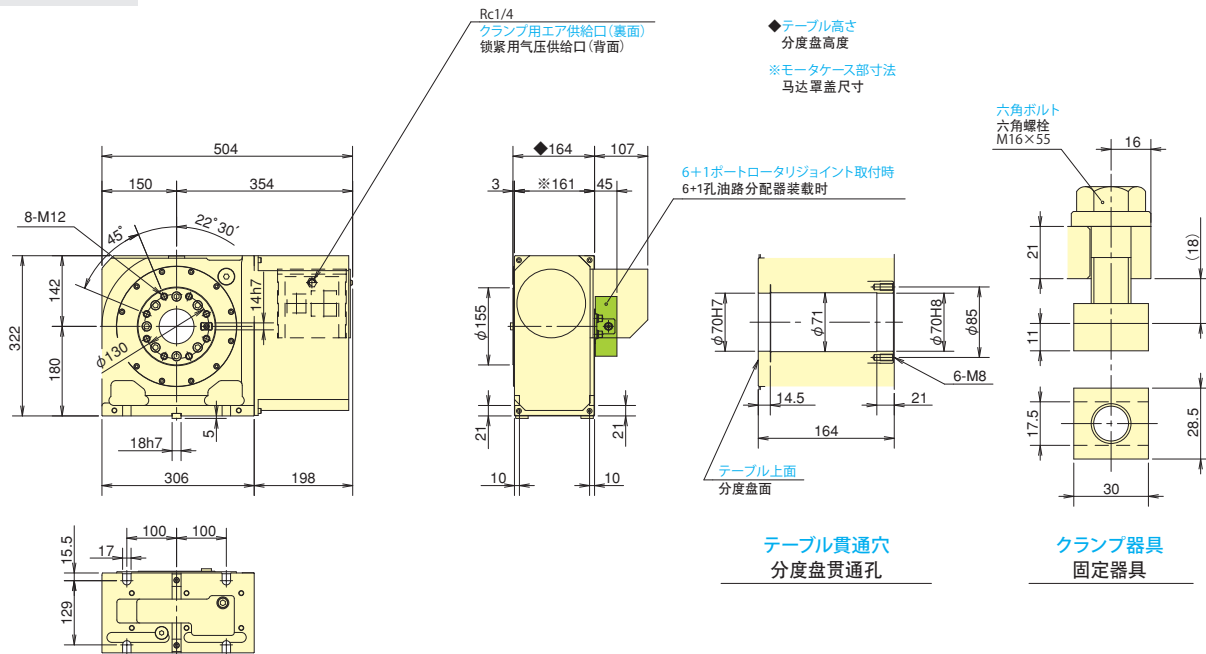 Rc1/4
クランプ用エア供給口(裏面)
锁紧用气压供给口(背面)
◆テーブル高さ
分度盘高度
※モータケース部寸法
马达罩盖尺寸
504
150
354
8-M12
45°
22°30′
142
322
180
14h7
φ130
5
18h7
306
198
◆164
107
3
※161
45
6+1ポートロータリジョイント取付時
6+1孔油路分配器装载时
φ155
21
21
10
10
φ70H7
φ71
φ70H8
φ85
6-M8
14.5
21
164
テーブル上面
分度盘面
テーブル貫通穴
分度盘贯通孔
六角ボルト
六角螺栓
M16×55
16
21
(18)
11
17.5
28.5
30
クランプ器具
固定器具
100
100
15.5
17
129